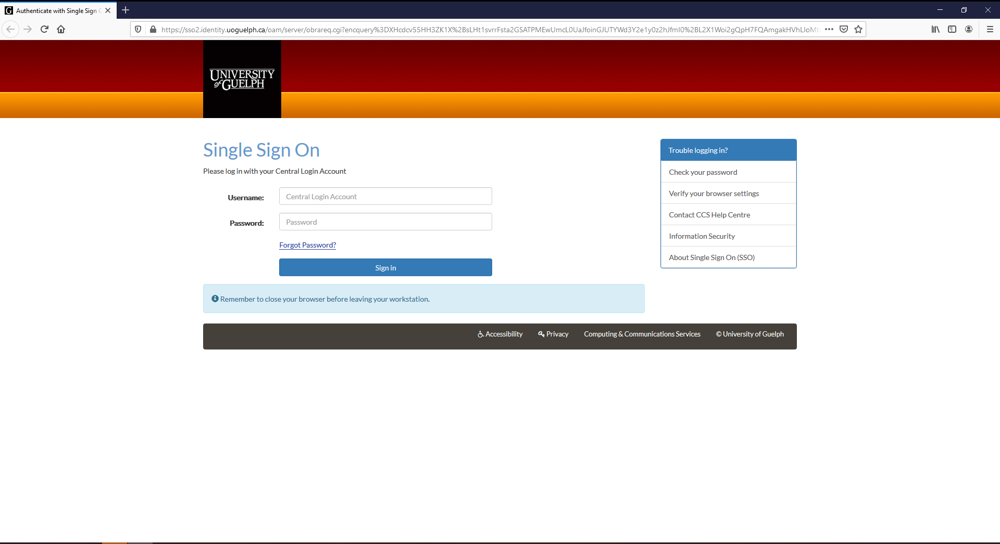 Authenticate with Single Sign
https://sso2.identity.uoguelph.ca/oam/server/obrareq.cgi?encquery%3DXHcdcv55HH3ZK1X%2BsLHt1svrrFsta2GSATPMEwUmcL0UaJfoinGJUTYWd3Y2e1y0z2hJfmI0%2BL2X1Woi2gQpH7FQAmgakHVhLIoMb
UNIVERSITY
of GUELPH
Single Sign On
Please log in with your Central Login Account
Username:
Central Login Account
Password:
Password
Forgot Password?
Sign in
Trouble logging in?
Check your password
Verify your browser settings
Contact CCS Help Centre
Information Security
About Single Sign On (SSO)
Remember to close your browser before leaving your workstation.
Accessibility Privacy Computing & Communications Services © University of Guelph